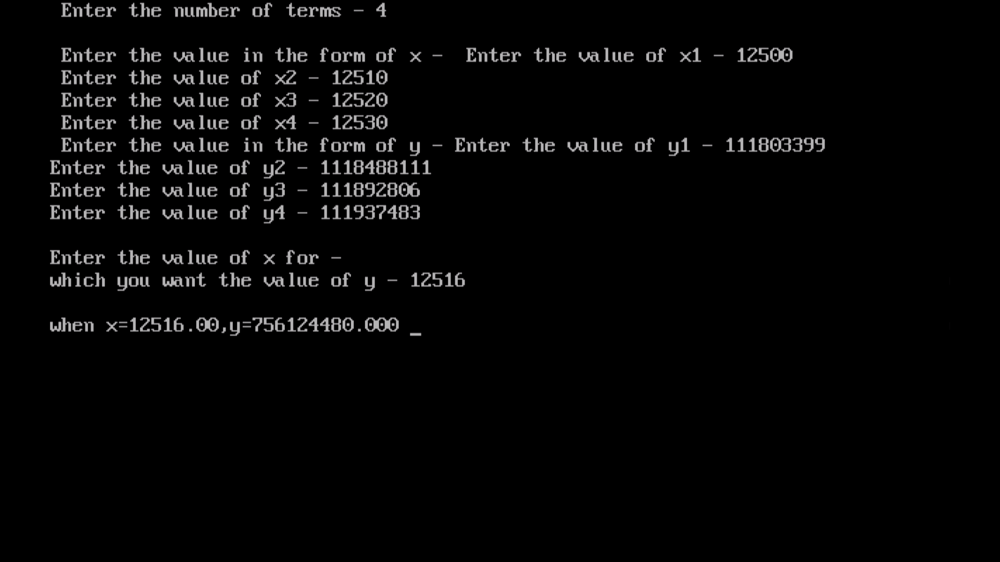 Enter the number of terms - 4
Enter the value in the form of x -  Enter the value of x1 - 12500
Enter the value of x2 - 12510
Enter the value of x3 - 12520
Enter the value of x4 - 12530
Enter the value in the form of y - Enter the value of y1 - 111803399
Enter the value of y2 - 1118488111
Enter the value of y3 - 111892806
Enter the value of y4 - 111937483
Enter the value of x for -
which you want the value of y - 12516
when x=12516.00,y=756124480.000 _